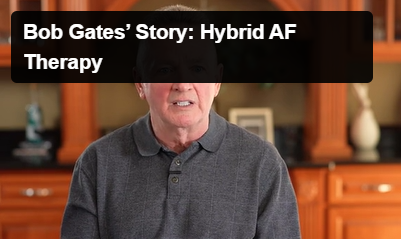 Bob Gates’ Story: Hybrid AF
Therapy